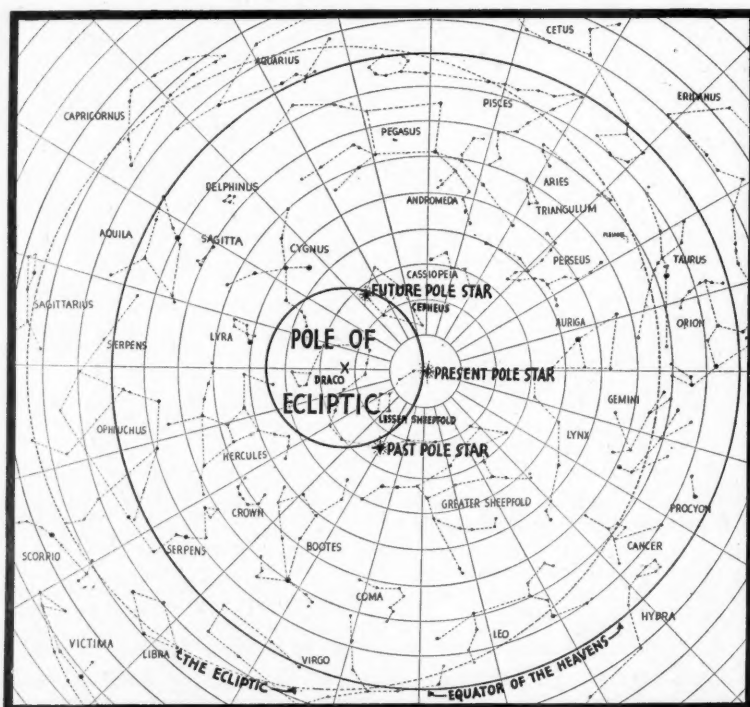 CETUS
AQUARIUS
ERIDANUS
PISCES
CAPRICORNUS
PEGASUS
ARIES
DELPHINUS
ANDROMEDA
TRIANGULUM
AQUILA
SAGITTA
CYGNUS
PLEIADES
PERSEUS
TAURUS
CASSIOPEIA
FUTURE POLE STAR
CEPHEUS
SAGITTARIUS
AURIGA
ORION
LYRA
POLE OF
SERPENS
PRESENT POLE STAR
DRACO
ECLIPTIC
GEMINI
LESSER SHEEPFOLD
OPHIUCHUS
LYNX
PAST POLE STAR
HERCULES
GREATER SHEEPFOLD
PROCYON
CROWN
BOOTES
CANCER
SERPENS
SCORRIO
COMA
HYBRA
LEO
VICTIMA
LIBRA
THE ECLIPTIC
VIRGO
EQUATOR OF THE HEAVENS